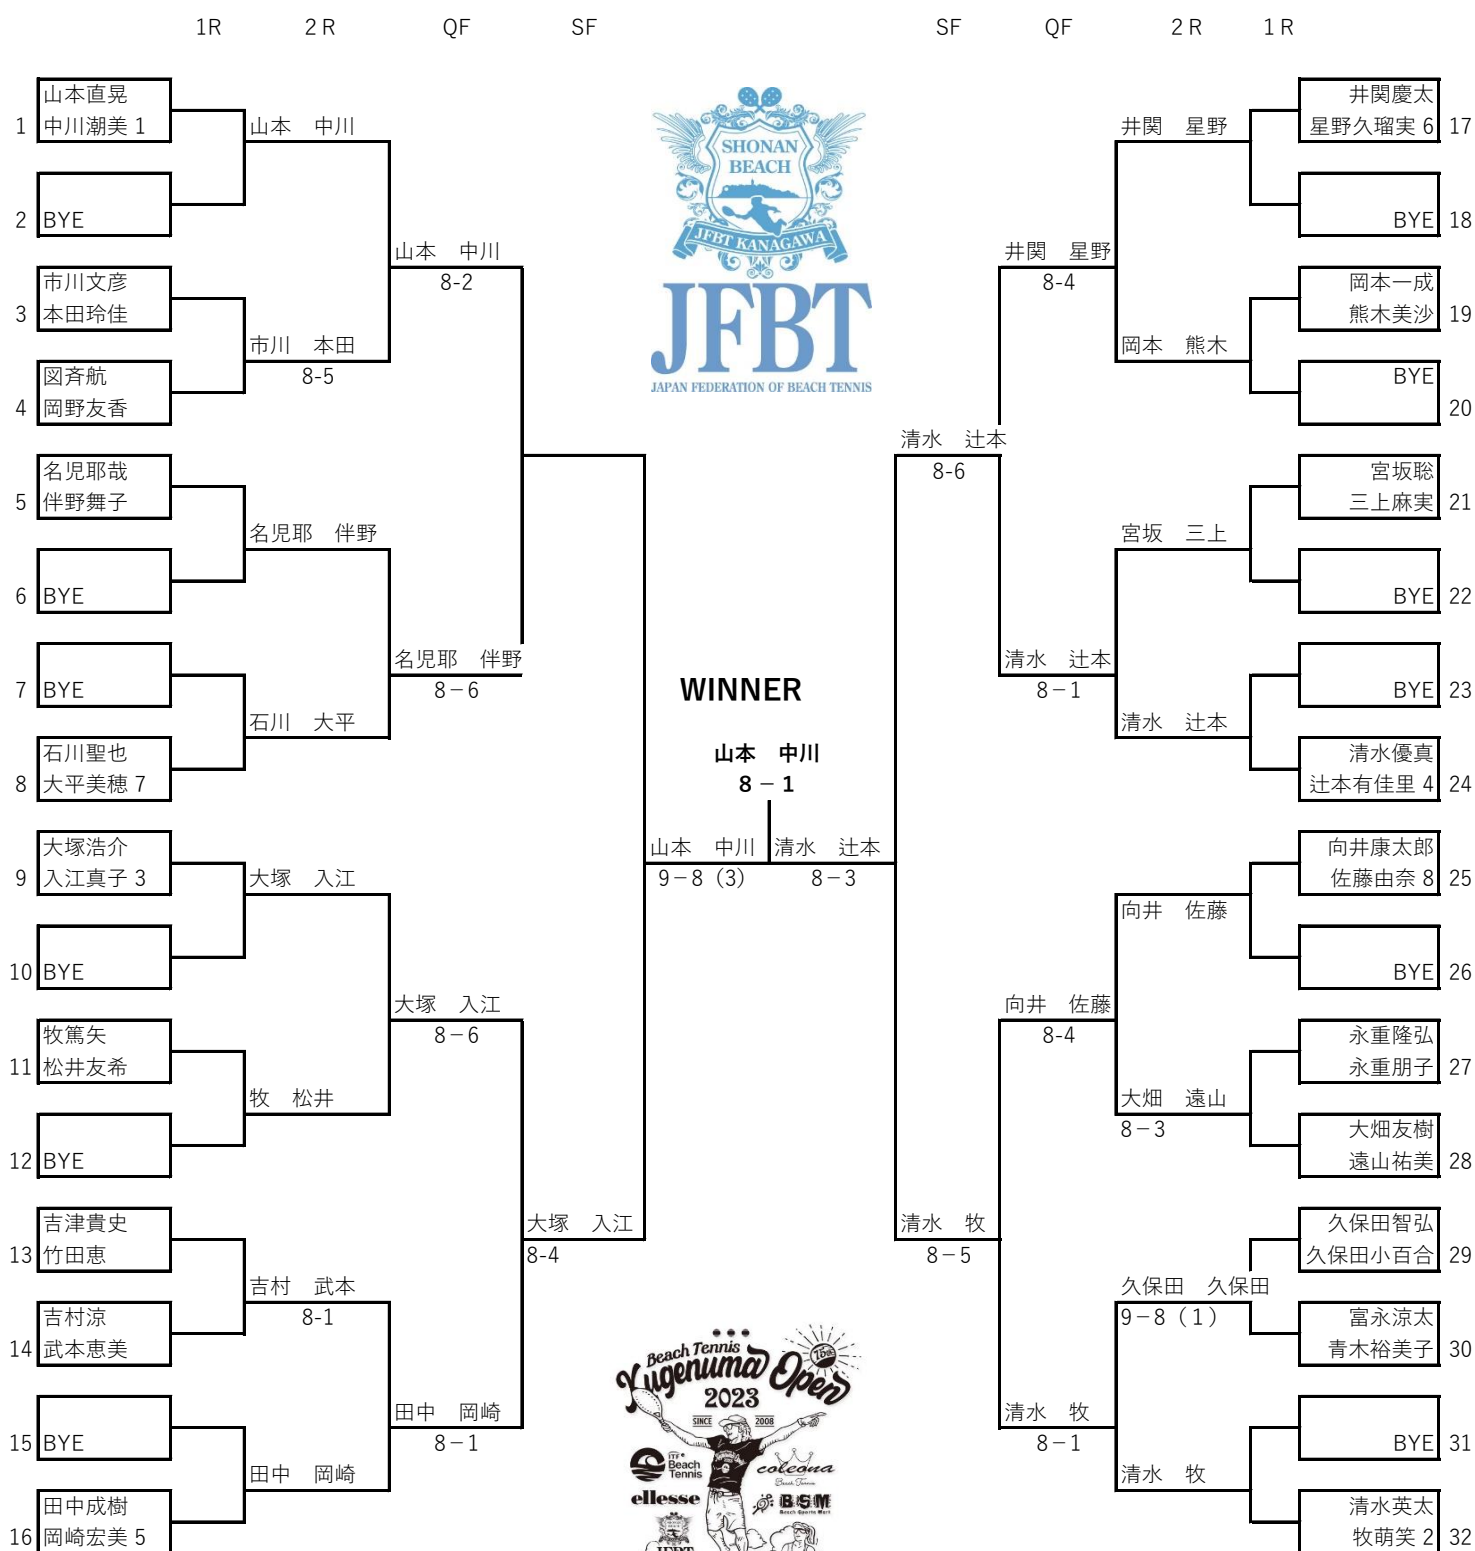 1R 2R QF SF SF QF 2R 1R
山本直晃
1 中川潮美 1
2 BYE
市川文彦
3 本田玲佳
図斉航
4 岡野友香
名児耶哉
5 伴野舞子
6 BYE
7 BYE
石川聖也
8 大平美穂 7
大塚浩介
9 入江真子 3
10 BYE
牧篤矢
11 松井友希
12 BYE
吉津貴史
13 竹田恵
吉村涼
14 武本恵美
15 BYE
田中成樹
16 岡崎宏美 5
山本 中川
市川 本田
8-5
名児耶 伴野
石川 大平
大塚 入江
牧 松井
吉村 武本
8-1
田中 岡崎
山本 中川
8-2
名児耶 伴野
8－6
大塚 入江
8－6
田中 岡崎
8－1
大塚 入江
8-4
SHONAN
BEACH
JFBT KANAGAWA
JFBT
JAPAN FEDERATION OF BEACH TENNIS
WINNER
山本 中川
8 － 1
山本 中川
9－8（3）
清水 辻本
8－3
Beach Tennis
Kugenuma Open
2023
SINCE 2008
ITF
Beach
Tennis
coleona
Beach Tennis
ellesse
BSM
Beach Sports Mart
SHONAN
BEACH
JFBT
清水 辻本
8-6
清水 牧
8－5
井関 星野
8-4
清水 辻本
8－1
向井 佐藤
8-4
清水 牧
8－1
井関 星野
岡本 熊木
宮坂 三上
清水 辻本
向井 佐藤
大畑 遠山
8－3
久保田 久保田
9－8（1）
清水 牧
井関慶太
星野久瑠実 6 17
BYE 18
岡本一成
熊木美沙 19
BYE
20
宮坂聡
三上麻実 21
BYE 22
BYE 23
清水優真
辻本有佳里 4 24
向井康太郎
佐藤由奈 8 25
BYE 26
永重隆弘
永重朋子 27
大畑友樹
遠山祐美 28
久保田智弘
久保田小百合 29
富永涼太
青木裕美子 30
BYE 31
清水英太
牧萌笑 2 32